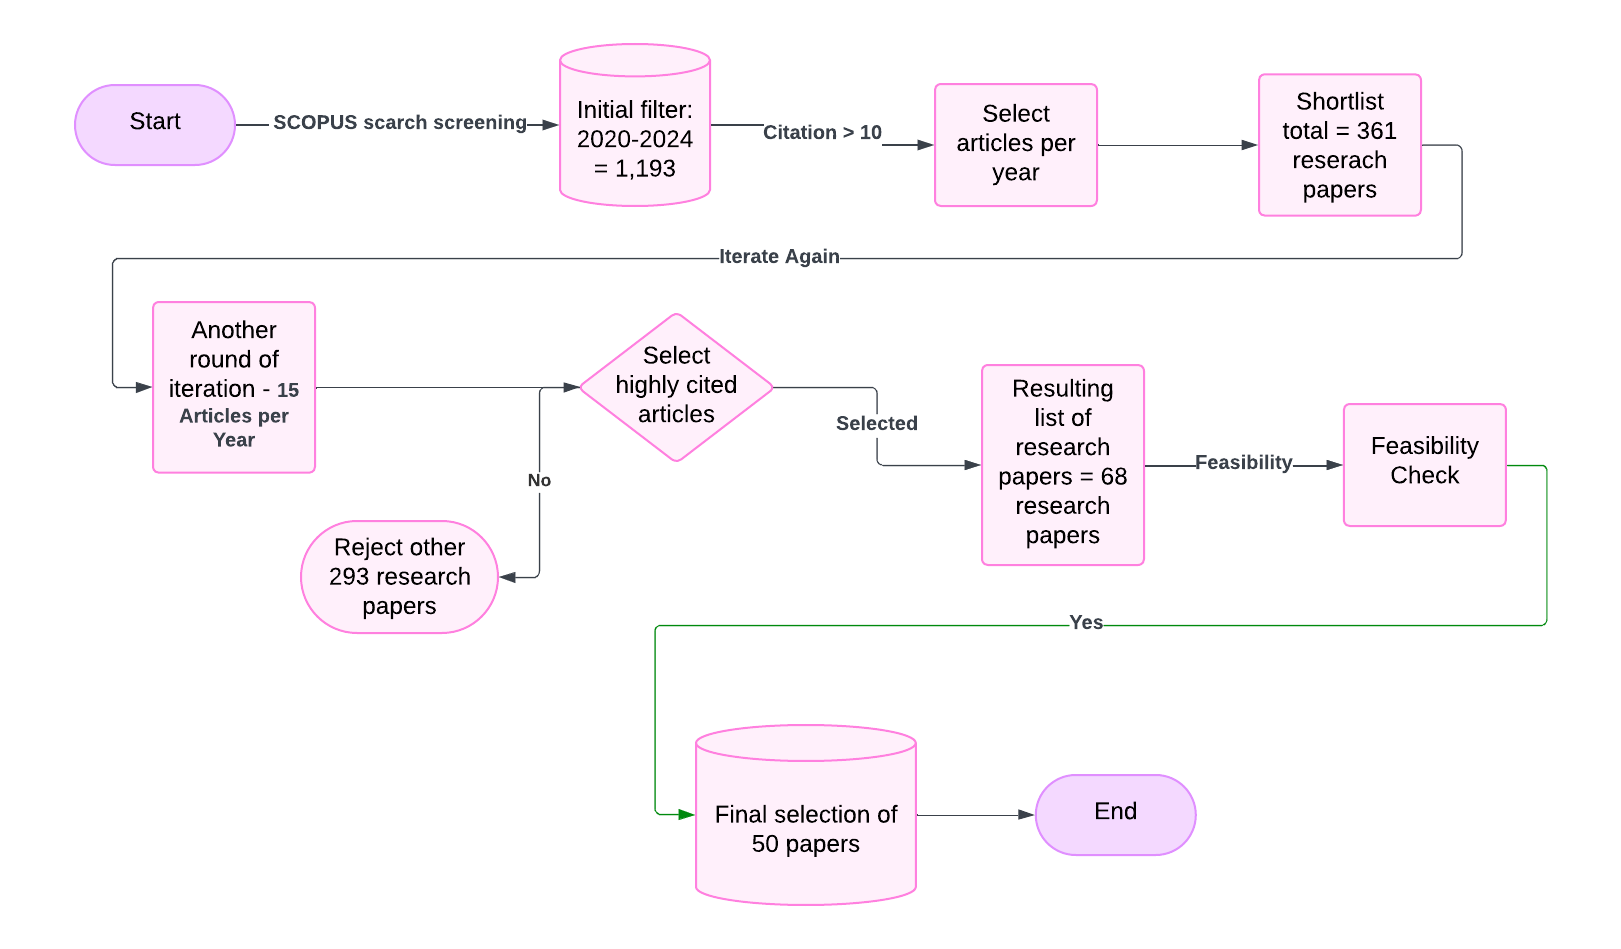 Start
SCOPUS scarch screening
Initial filter:
2020-2024
= 1,193
Citation > 10
Select
articles per
year
Shortlist
total = 361
reserach
papers
Iterate Again
Another
round of
iteration - 15
Articles per
Year
Select
highly cited
articles
No
Reject other
293 research
papers
Selected
Resulting
list of
research
papers = 68
research
papers
Feasibility
Feasibility
Check
Yes
Final selection of
50 papers
End